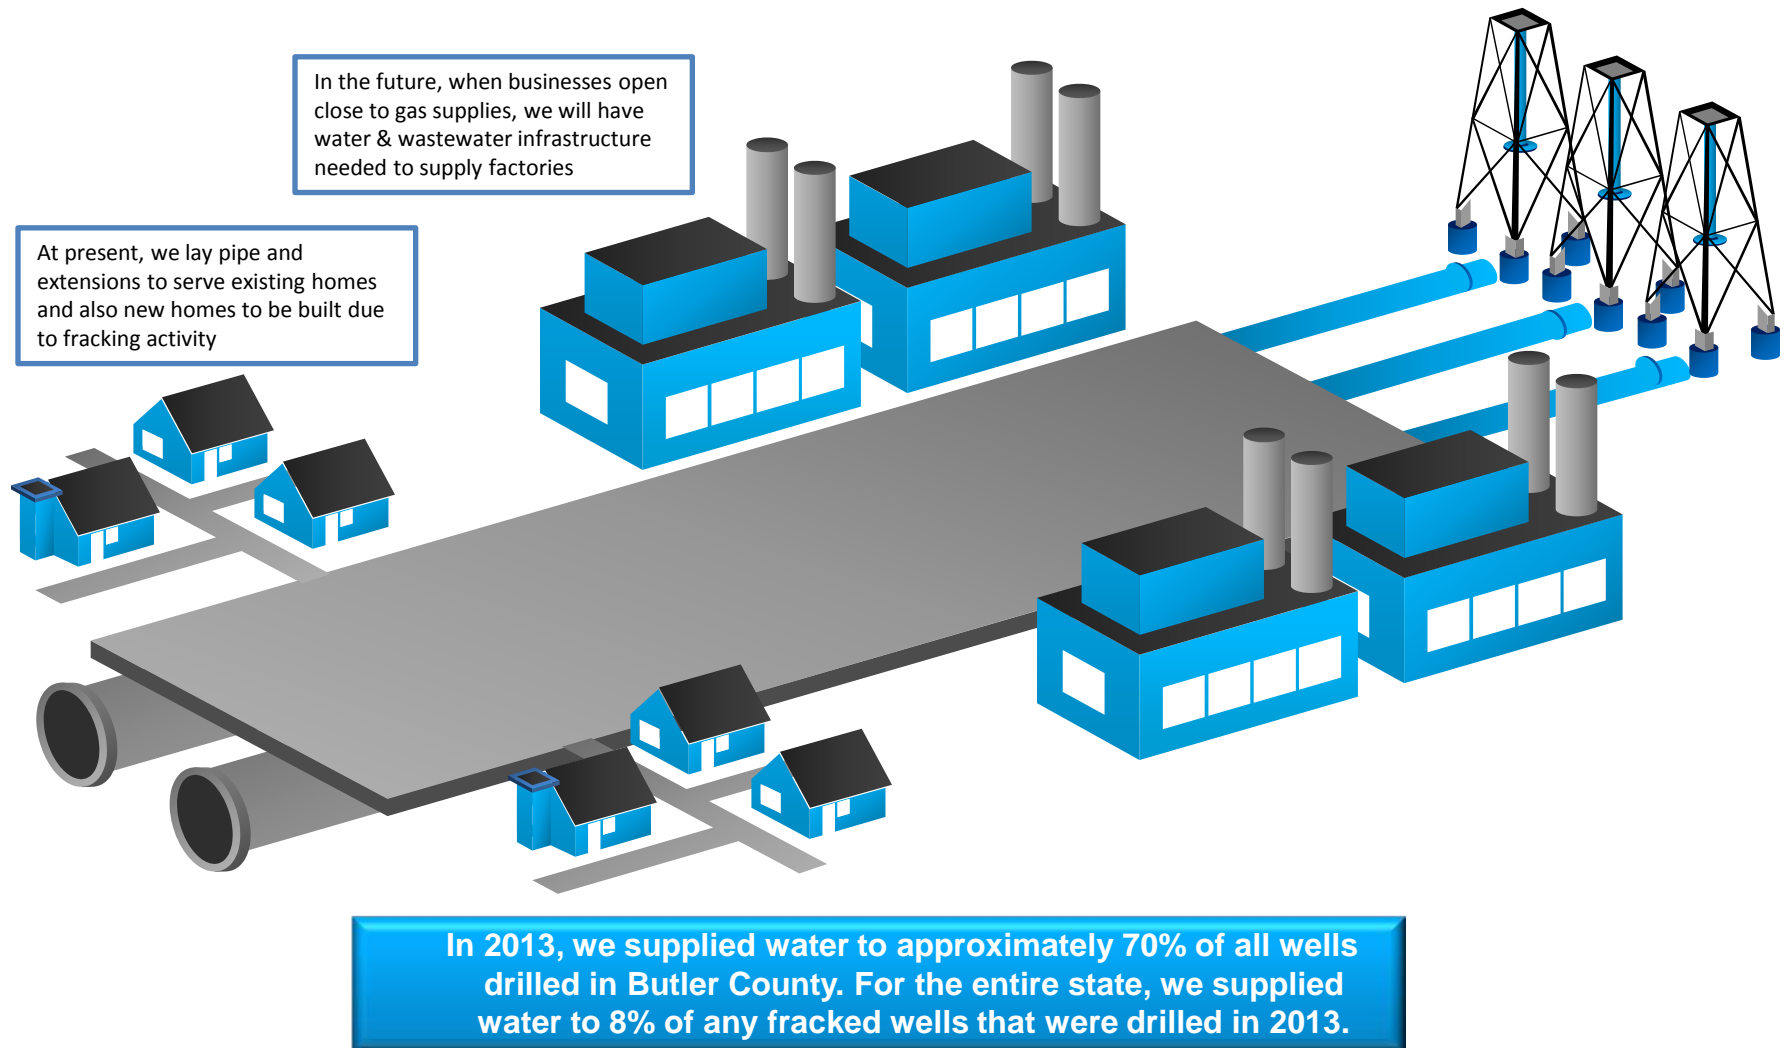 In the future, when businesses open
close to gas supplies, we will have
water & wastewater infrastructure
needed to supply factories
At present, we lay pipe and
extensions to serve existing homes
and also new homes to be built due
to fracking activity
In 2013, we supplied water to approximately 70% of all wells
drilled in Butler County. For the entire state, we supplied
water to 8% of any fracked wells that were drilled in 2013.